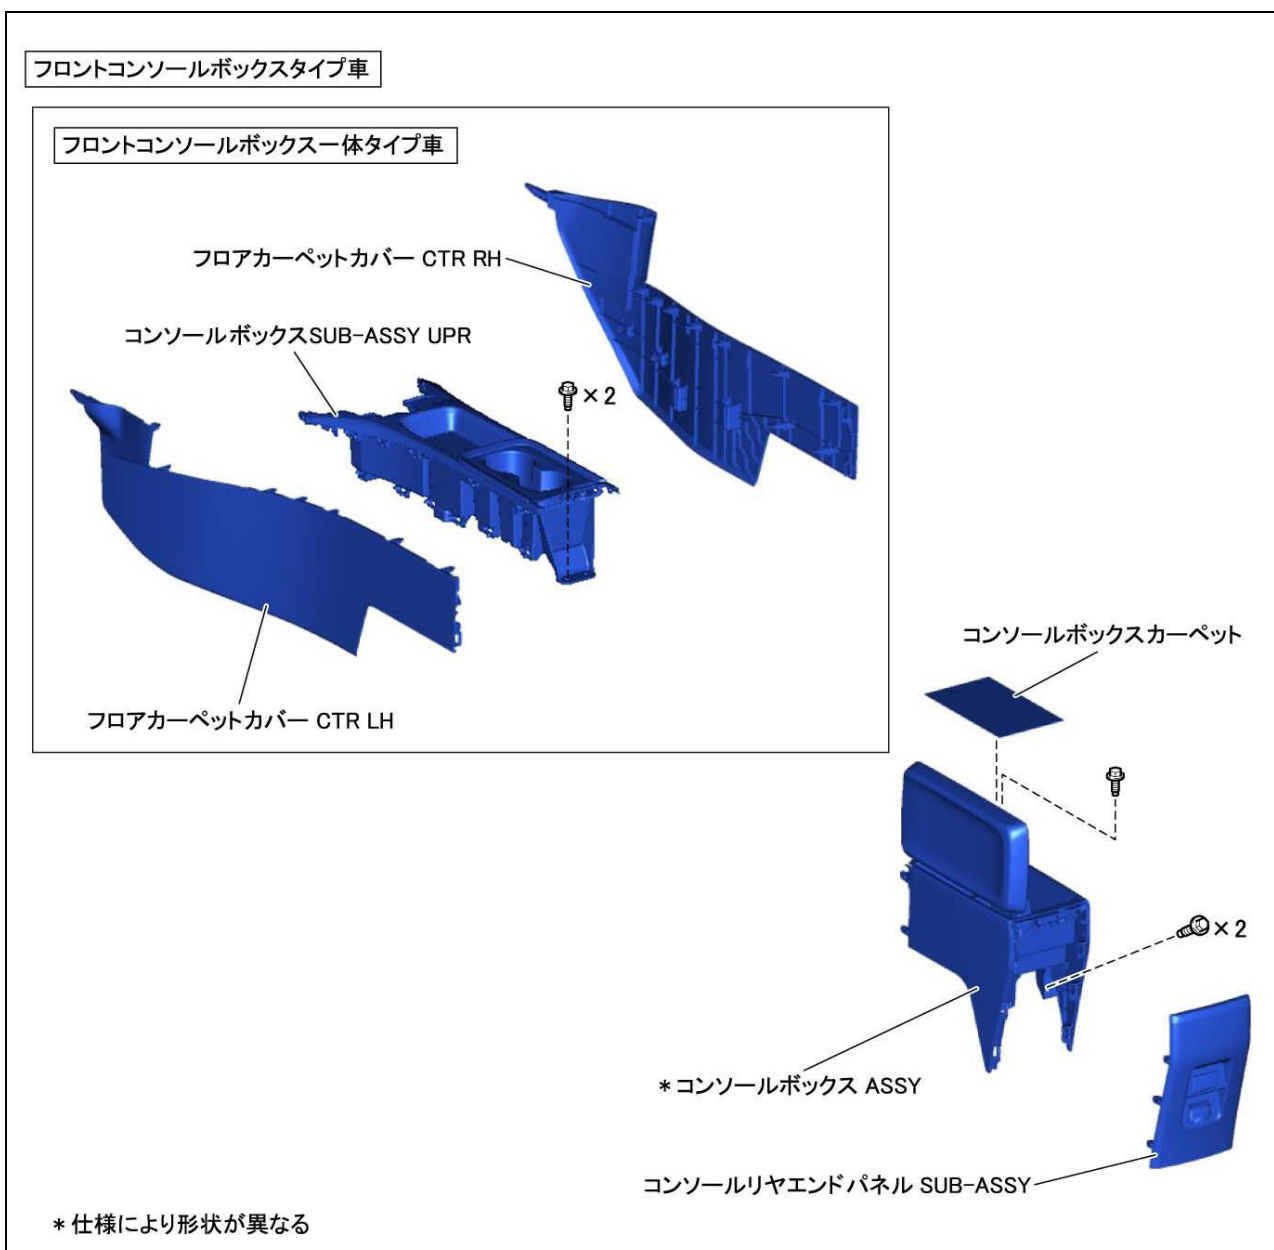 フロントコンソールボックスタイプ車
フロントコンソールボックス一体タイプ車
フロアカーペットカバー CTR RH
コンソールボックスSUB-ASSY UPR
×2
フロアカーペットカバー CTR LH
コンソールボックスカーペット
×2
*コンソールボックス ASSY
コンソールリヤエンドパネル SUB-ASSY
*仕様により形状が異なる